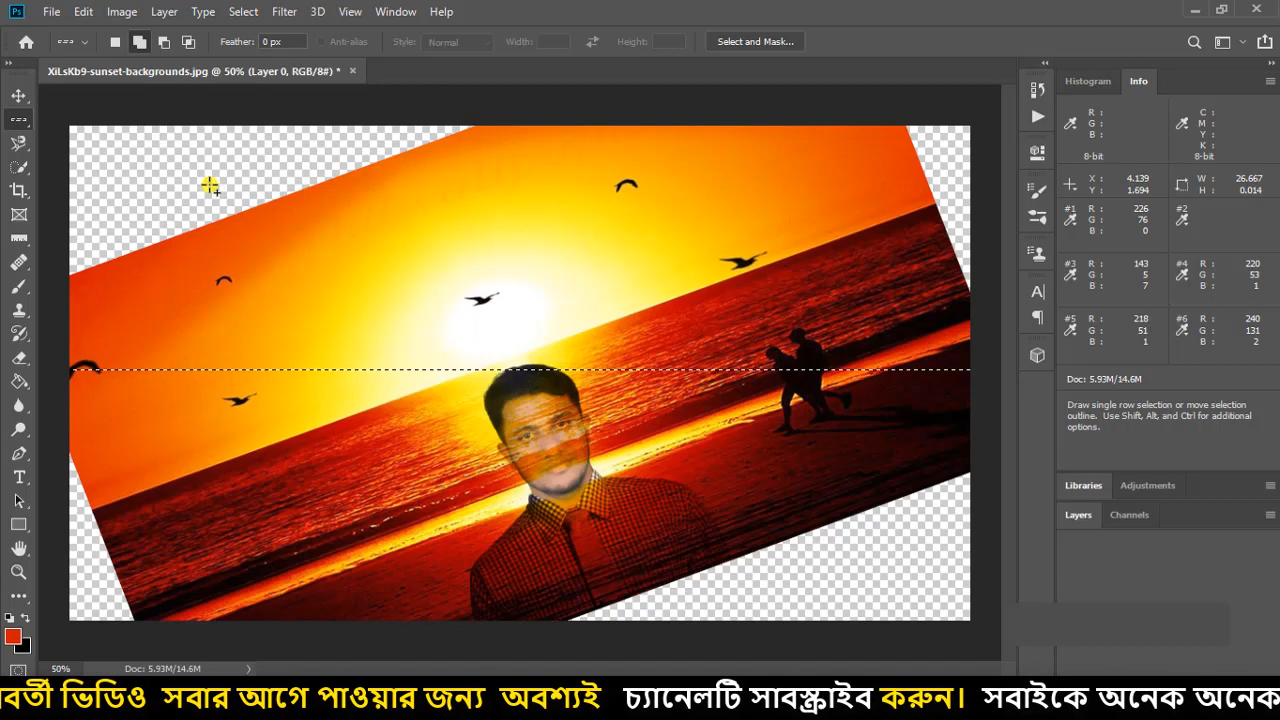 Ps File Edit Image Layer Type Select Filter 3D View Window Help
Feather: 0 px Anti-alias Style: Normal Width: Height: Select and Mask...
XiLsKb9-sunset-backgrounds.jpg @ 50% (Layer 0, RGB/8#) *
Histogram Info
R: C:
G: M:
B: Y:
K:
8-bit 8-bit
X: 4.139 W: 26.667
Y: 1.694 H: 0.014
#1 R: 226 #2
G: 76
B: 0
#3 R: 143 #4 R: 220
G: 5 G: 53
B: 7 B: 1
#5 R: 218 #6 R: 240
G: 51 G: 131
B: 1 B: 2
Doc: 5.93M/14.6M
Draw single row selection or move selection
outline. Use Shift, Alt, and Ctrl for additional
options.
Libraries Adjustments
Layers Channels
50% Doc: 5.93M/14.6M
বর্তী ভিডিও সবার আগে পাওয়ার জন্য অবশ্যই চ্যানেলটি সাবস্ক্রাইব করুন। সবাইকে অনেক অনেক